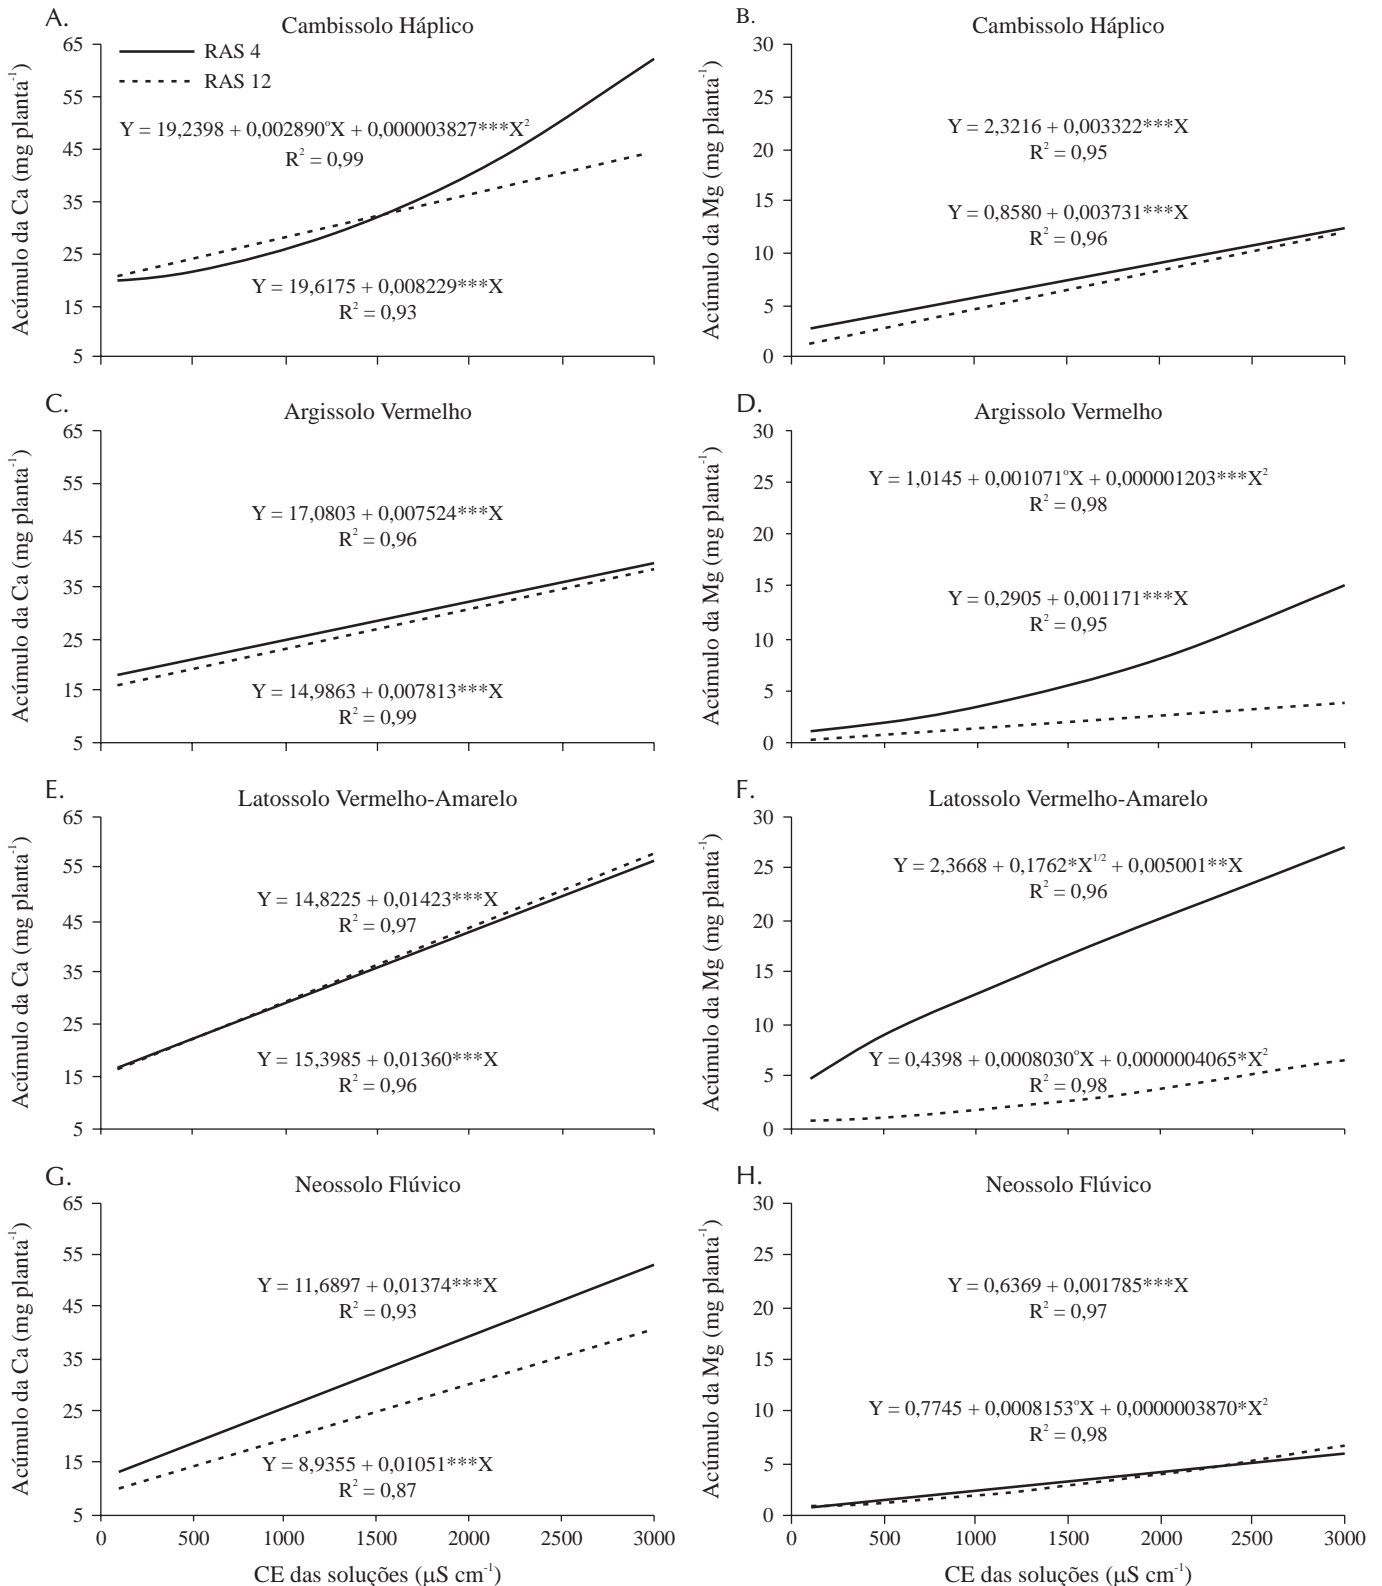 A.
Cambissolo Háplico
Acúmulo da Ca (mg planta⁻¹)
65
55
45
35
25
15
5
RAS 4
RAS 12
Y = 19,2398 + 0,002890°X + 0,000003827***X²
R² = 0,99
Y = 19,6175 + 0,008229***X
R² = 0,93
B.
Cambissolo Háplico
Acúmulo da Mg (mg planta⁻¹)
30
25
20
15
10
5
0
Y = 2,3216 + 0,003322***X
R² = 0,95
Y = 0,8580 + 0,003731***X
R² = 0,96
C.
Argissolo Vermelho
Acúmulo da Ca (mg planta⁻¹)
65
55
45
35
25
15
5
Y = 17,0803 + 0,007524***X
R² = 0,96
Y = 14,9863 + 0,007813***X
R² = 0,99
D.
Argissolo Vermelho
Acúmulo da Mg (mg planta⁻¹)
30
25
20
15
10
5
0
Y = 1,0145 + 0,001071°X + 0,000001203***X²
R² = 0,98
Y = 0,2905 + 0,001171***X
R² = 0,95
E.
Latossolo Vermelho-Amarelo
Acúmulo da Ca (mg planta⁻¹)
65
55
45
35
25
15
5
Y = 14,8225 + 0,01423***X
R² = 0,97
Y = 15,3985 + 0,01360***X
R² = 0,96
F.
Latossolo Vermelho-Amarelo
Acúmulo da Mg (mg planta⁻¹)
30
25
20
15
10
5
0
Y = 2,3668 + 0,1762*X^1/2 + 0,005001**X
R² = 0,96
Y = 0,4398 + 0,0008030°X + 0,0000004065*X²
R² = 0,98
G.
Neossolo Flúvico
Acúmulo da Ca (mg planta⁻¹)
65
55
45
35
25
15
5
Y = 11,6897 + 0,01374***X
R² = 0,93
Y = 8,9355 + 0,01051***X
R² = 0,87
0 500 1000 1500 2000 2500 3000
CE das soluções (µS cm⁻¹)
H.
Neossolo Flúvico
Acúmulo da Mg (mg planta⁻¹)
30
25
20
15
10
5
0
Y = 0,6369 + 0,001785***X
R² = 0,97
Y = 0,7745 + 0,0008153°X + 0,0000003870*X²
R² = 0,98
0 500 1000 1500 2000 2500 3000
CE das soluções (µS cm⁻¹)